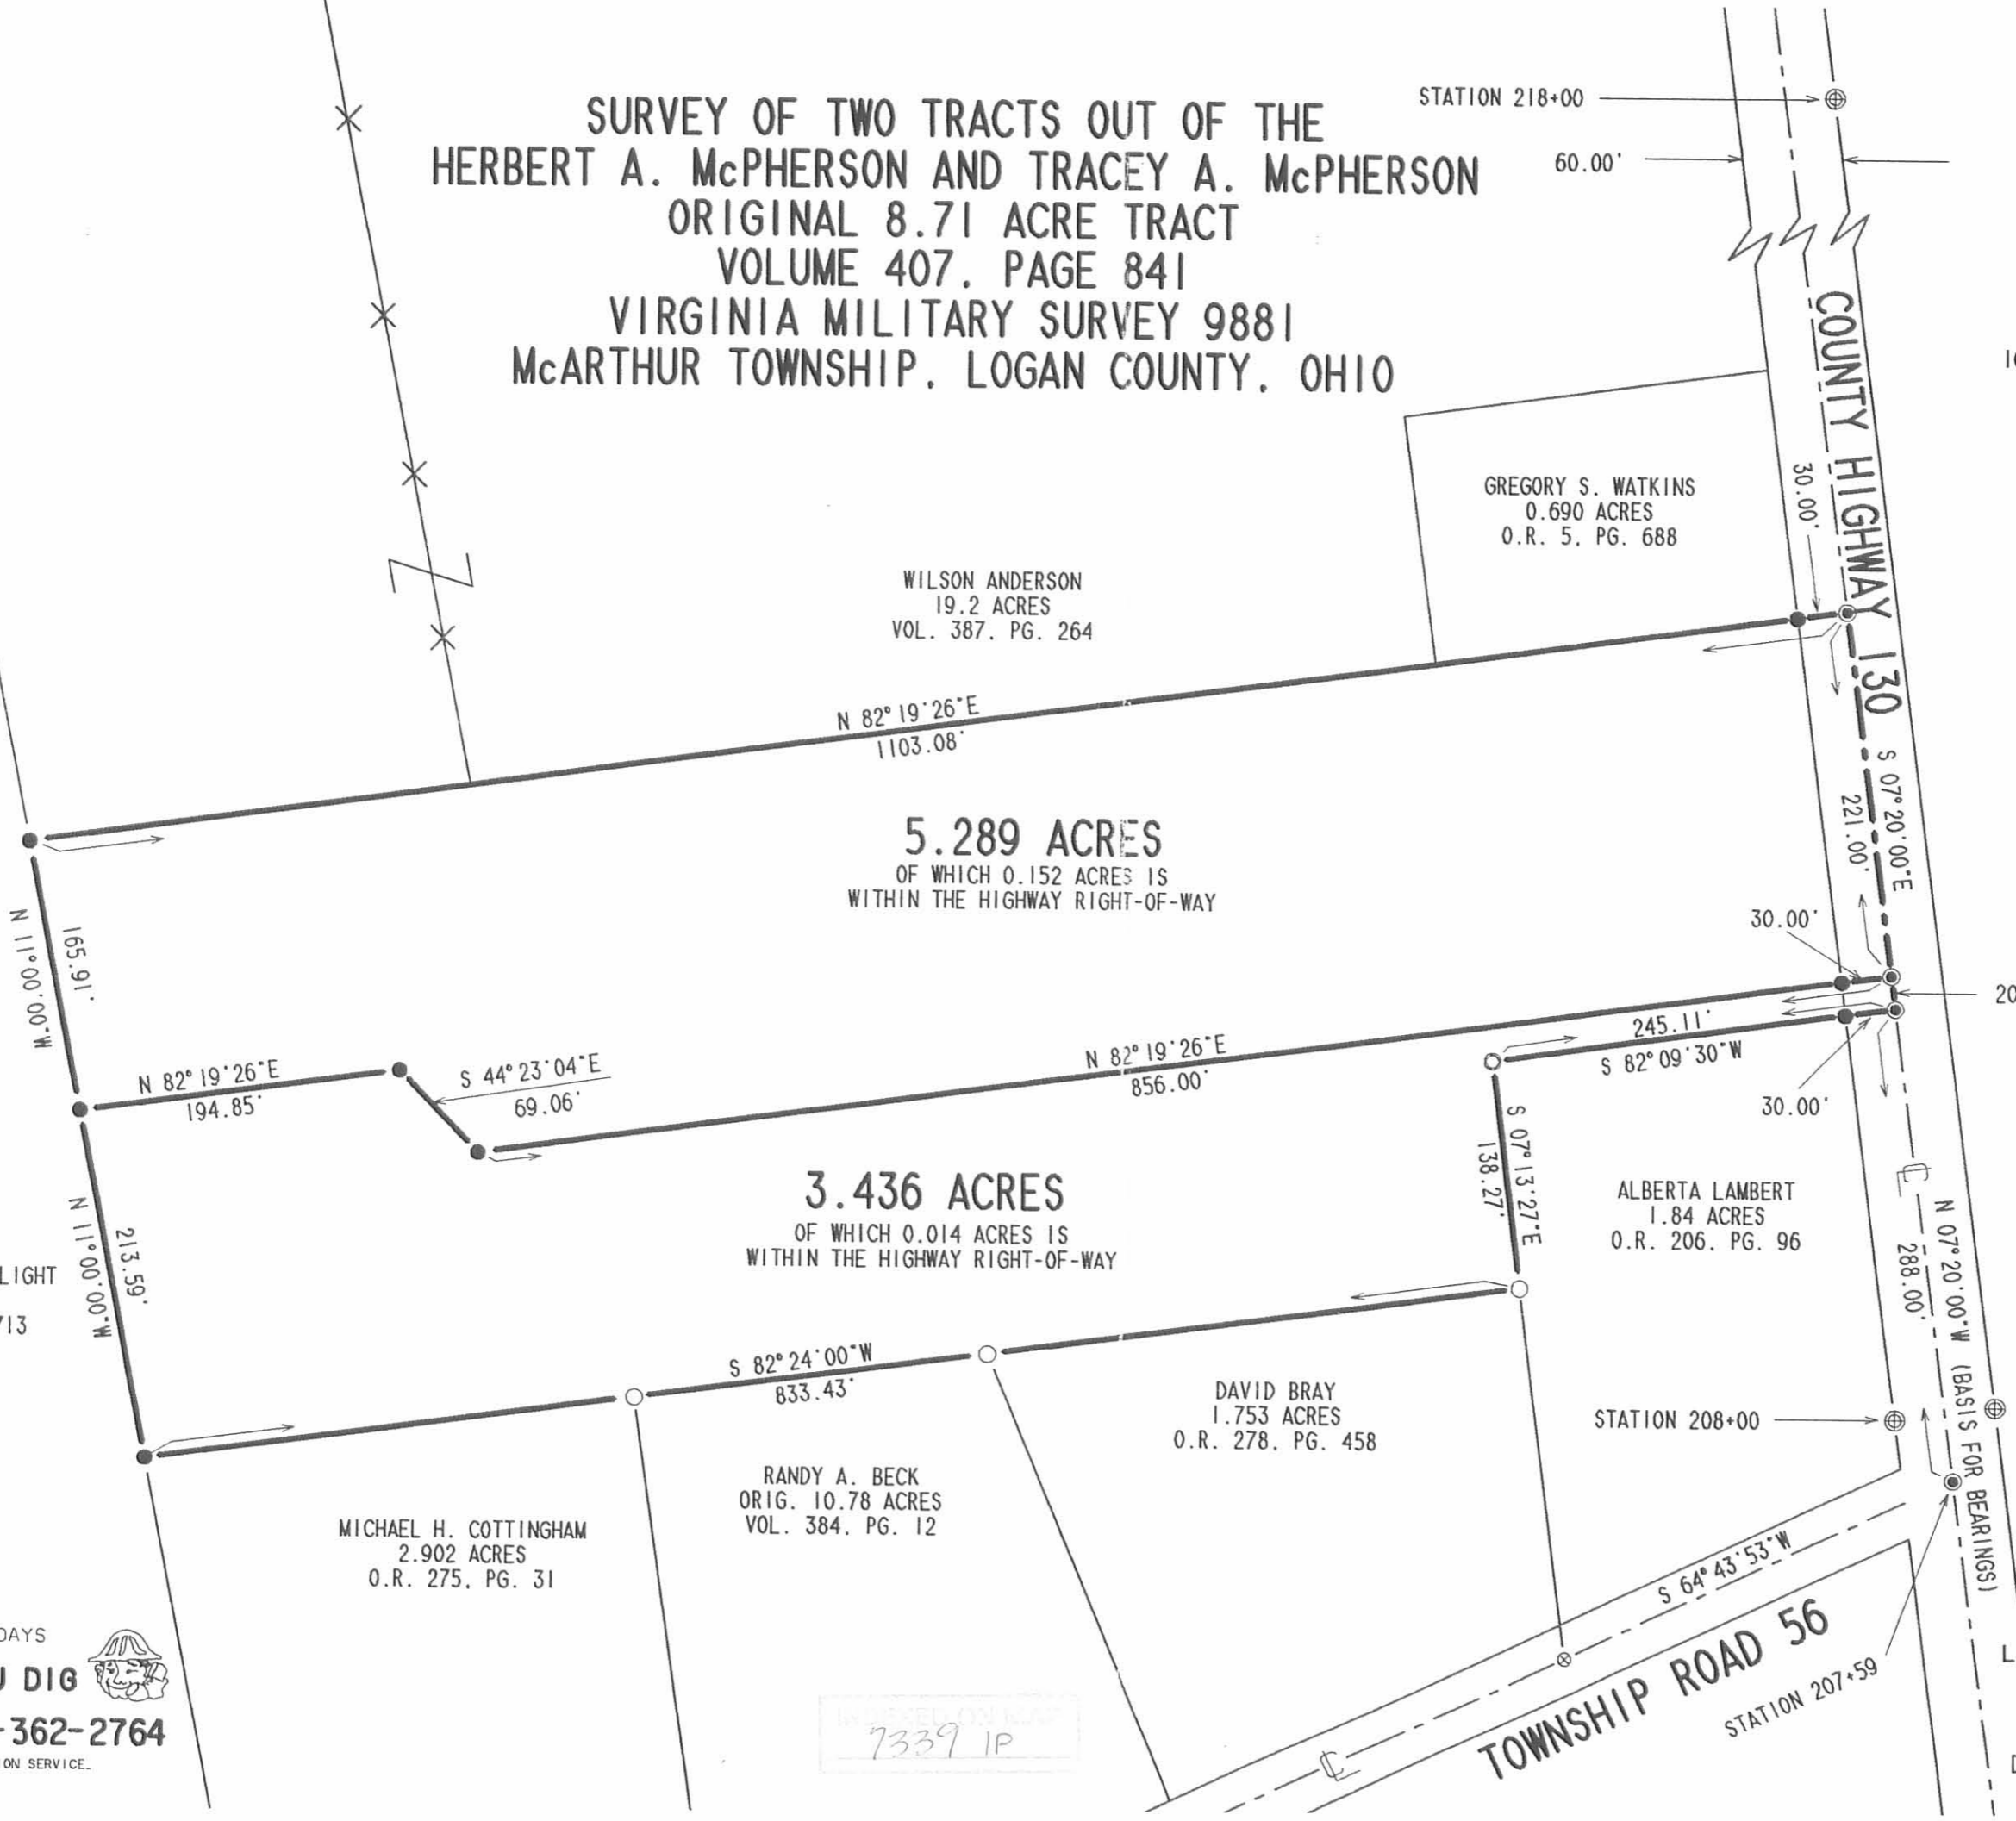 SURVEY OF TWO TRACTS OUT OF THE
HERBERT A. McPHERSON AND TRACEY A. McPHERSON
ORIGINAL 8.71 ACRE TRACT
VOLUME 407, PAGE 841
VIRGINIA MILITARY SURVEY 9881
McARTHUR TOWNSHIP, LOGAN COUNTY, OHIO
STATION 218+00
60.00'
COUNTY HIGHWAY 130
30.00'
GREGORY S. WATKINS
0.690 ACRES
O.R. 5, PG. 688
WILSON ANDERSON
19.2 ACRES
VOL. 387, PG. 264
N 82°19'26"E
1103.08'
S 07°20'00"E
221.00'
5.289 ACRES
OF WHICH 0.152 ACRES IS
WITHIN THE HIGHWAY RIGHT-OF-WAY
165.91'
N 11°00'00"W
30.00'
20
N 82°19'26"E
194.85'
S 44°23'04"E
69.06'
N 82°19'26"E
856.00'
245.11'
S 82°09'30"W
30.00'
S 07°13'27"E
138.27'
3.436 ACRES
OF WHICH 0.014 ACRES IS
WITHIN THE HIGHWAY RIGHT-OF-WAY
ALBERTA LAMBERT
1.84 ACRES
O.R. 206, PG. 96
N 07°20'00"W (BASIS FOR BEARINGS)
288.00'
213.59'
N 11°00'00"W
LIGHT
713
S 82°24'00"W
833.43'
DAVID BRAY
1.753 ACRES
O.R. 278, PG. 458
STATION 208+00
RANDY A. BECK
ORIG. 10.78 ACRES
VOL. 384, PG. 12
MICHAEL H. COTTINGHAM
2.902 ACRES
O.R. 275, PG. 31
S 64°43'53"W
TOWNSHIP ROAD 56
STATION 207+59
DAYS
U DIG
-362-2764
ON SERVICE
INDEXED ON MAP
7339 1P